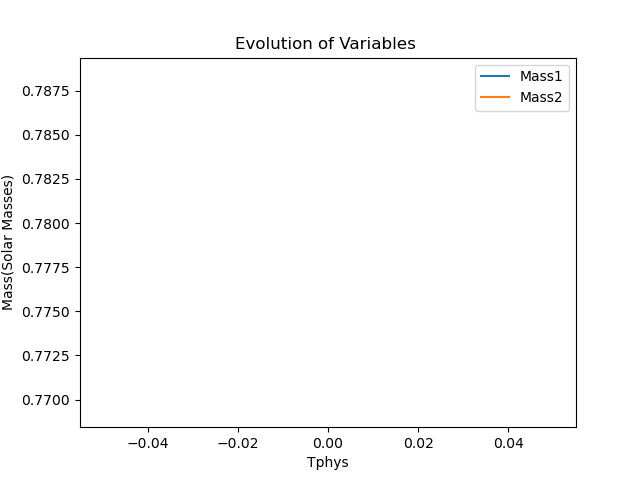 Evolution of Variables
Mass1
Mass2
0.7875
0.7850
0.7825
0.7800
0.7775
0.7750
0.7725
0.7700
Mass(Solar Masses)
−0.04 −0.02 0.00 0.02 0.04
Tphys